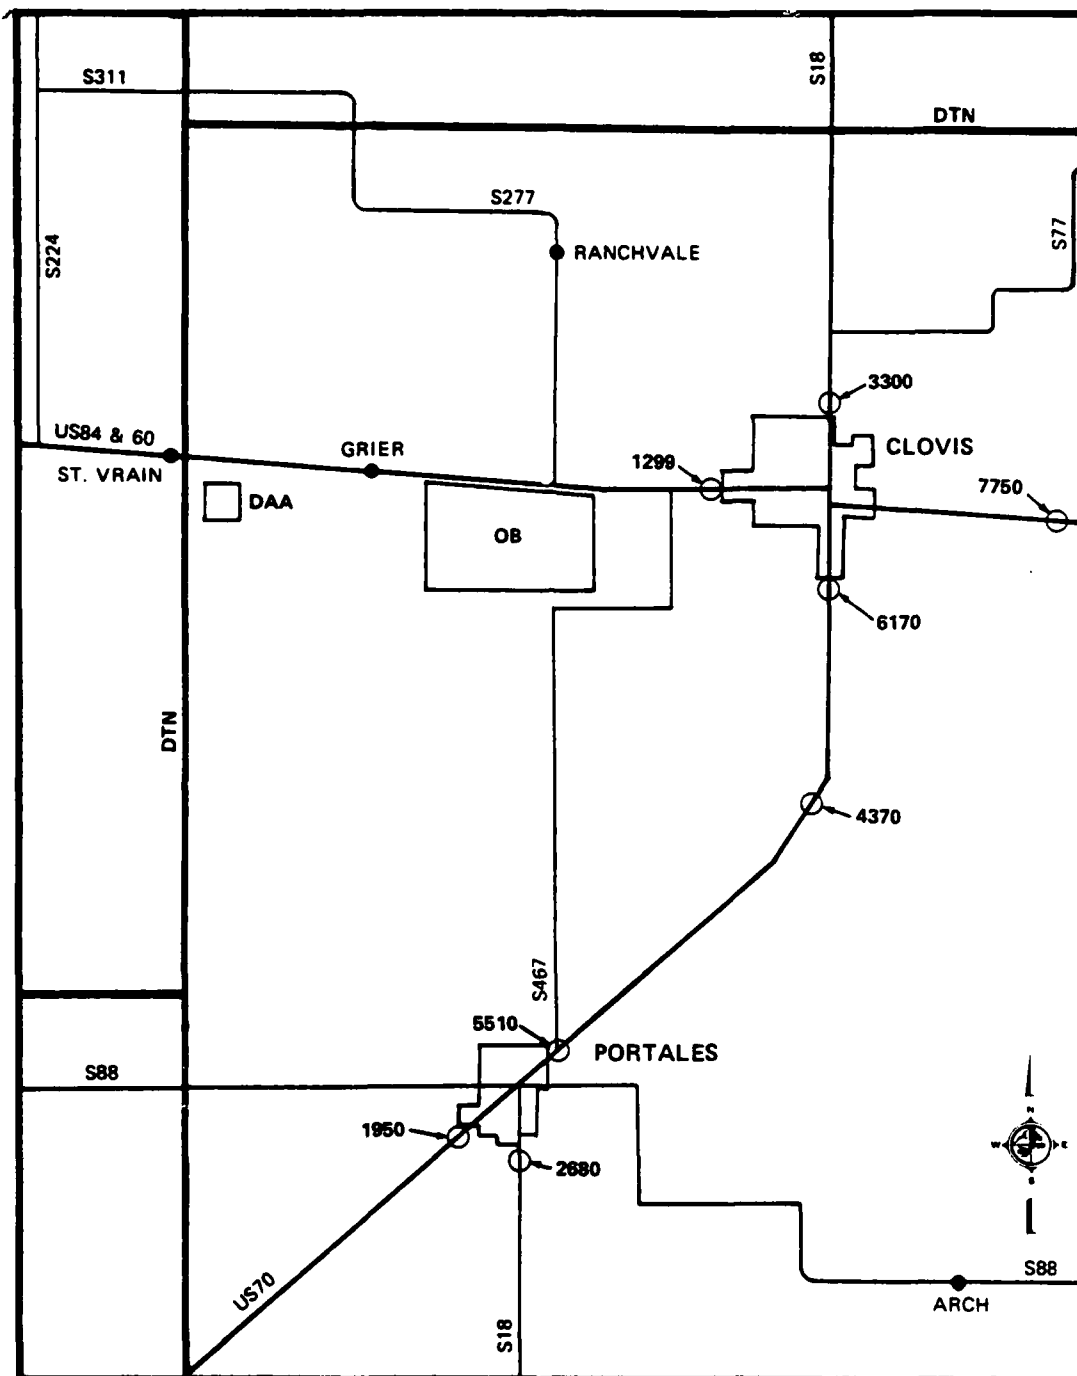 S311
S18
DTN
S277
S77
S224
RANCHVALE
3300
US84 & 60
GRIER
CLOVIS
ST. VRAIN
1299
7750
DAA
OB
6170
DTN
4370
S467
5510
PORTALES
S88
1950
2680
N
W
E
S
US70
S18
S88
ARCH